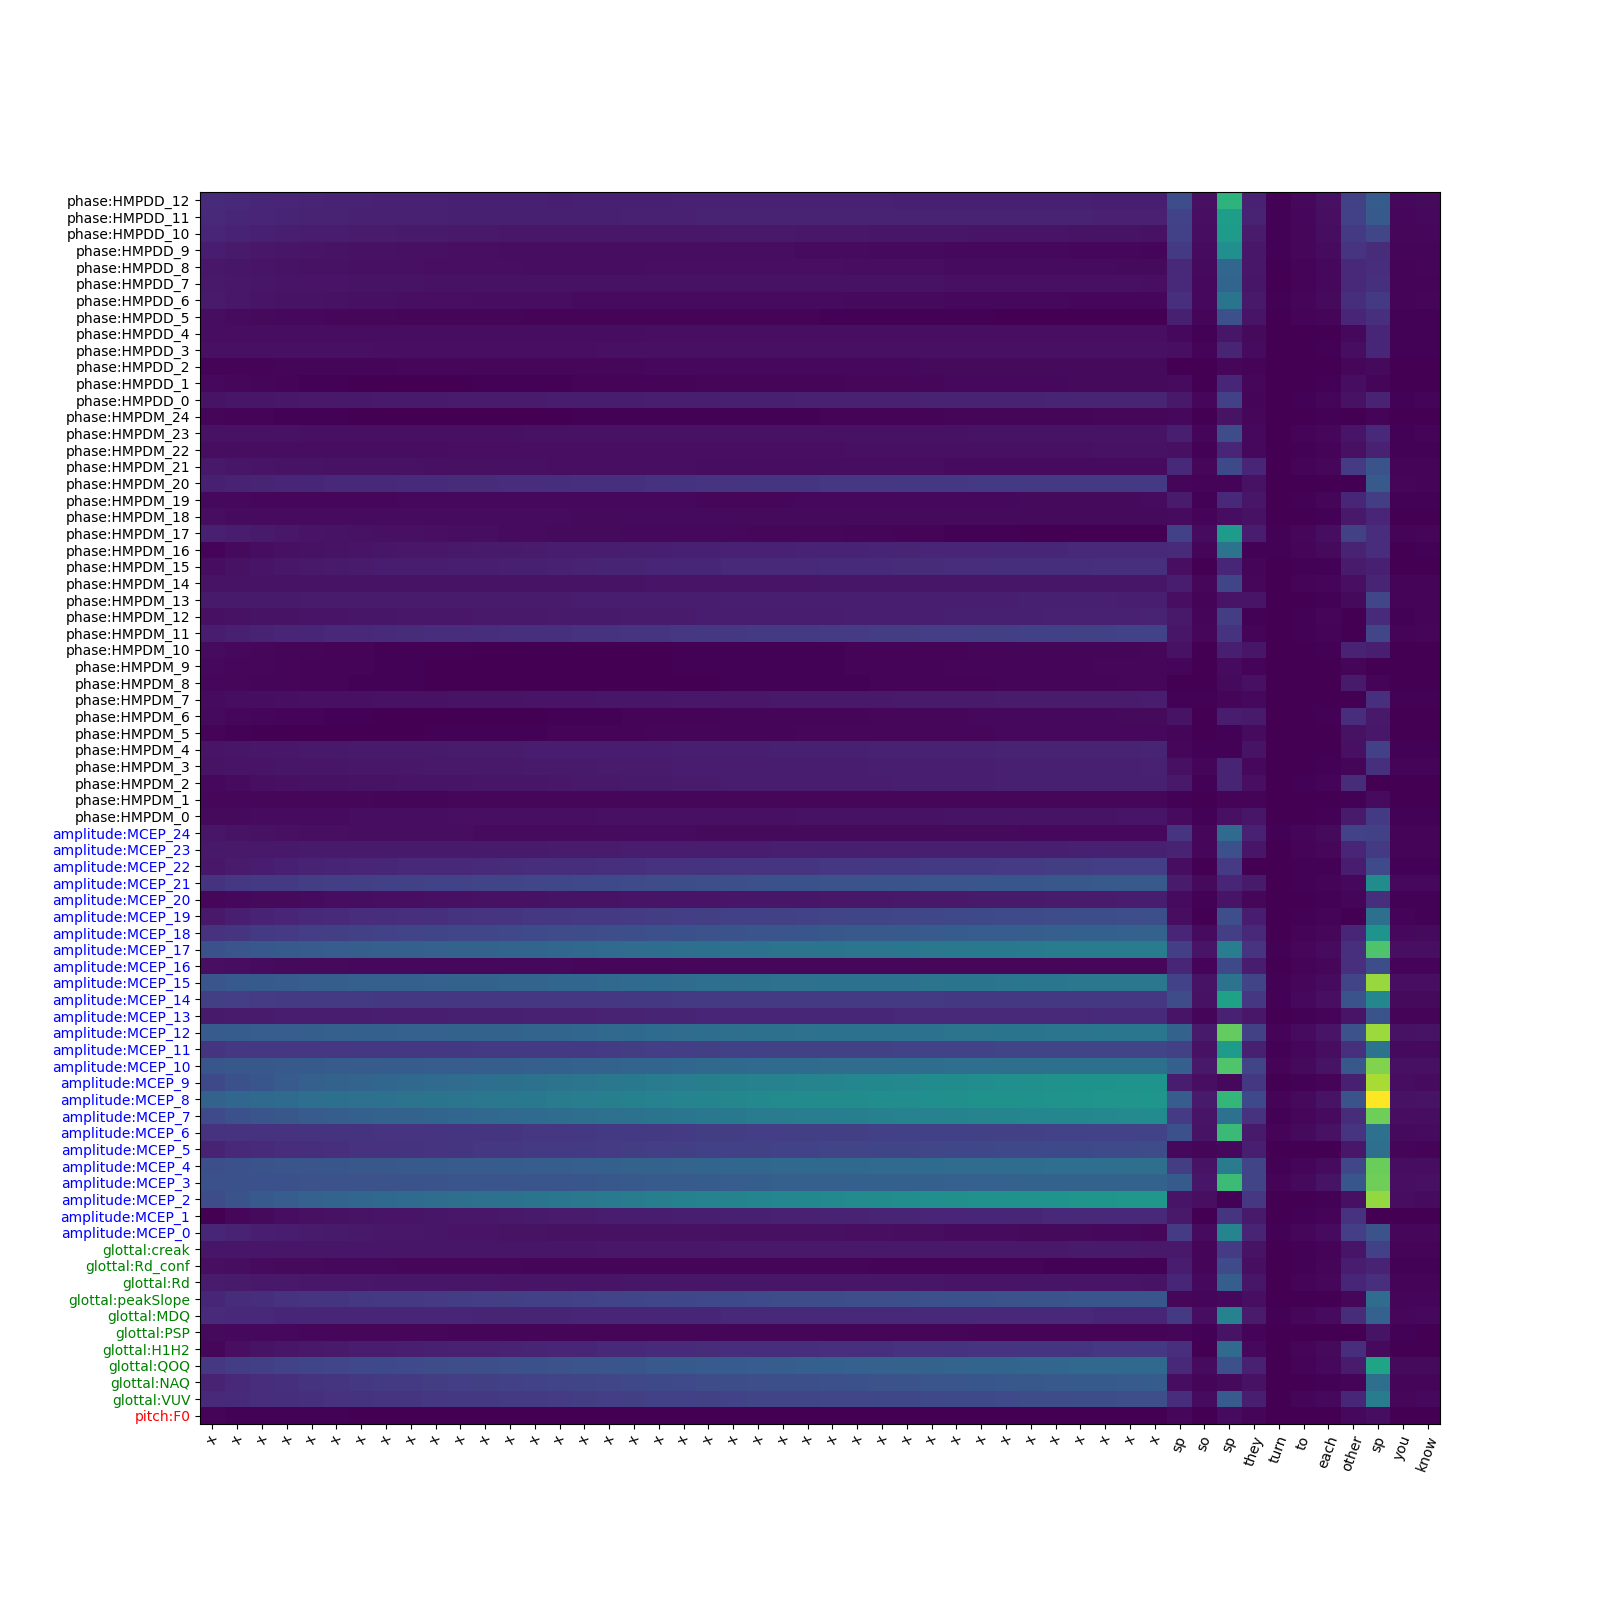 phase:HMPDD_12
phase:HMPDD_11
phase:HMPDD_10
phase:HMPDD_9
phase:HMPDD_8
phase:HMPDD_7
phase:HMPDD_6
phase:HMPDD_5
phase:HMPDD_4
phase:HMPDD_3
phase:HMPDD_2
phase:HMPDD_1
phase:HMPDD_0
phase:HMPDM_24
phase:HMPDM_23
phase:HMPDM_22
phase:HMPDM_21
phase:HMPDM_20
phase:HMPDM_19
phase:HMPDM_18
phase:HMPDM_17
phase:HMPDM_16
phase:HMPDM_15
phase:HMPDM_14
phase:HMPDM_13
phase:HMPDM_12
phase:HMPDM_11
phase:HMPDM_10
phase:HMPDM_9
phase:HMPDM_8
phase:HMPDM_7
phase:HMPDM_6
phase:HMPDM_5
phase:HMPDM_4
phase:HMPDM_3
phase:HMPDM_2
phase:HMPDM_1
phase:HMPDM_0
amplitude:MCEP_24
amplitude:MCEP_23
amplitude:MCEP_22
amplitude:MCEP_21
amplitude:MCEP_20
amplitude:MCEP_19
amplitude:MCEP_18
amplitude:MCEP_17
amplitude:MCEP_16
amplitude:MCEP_15
amplitude:MCEP_14
amplitude:MCEP_13
amplitude:MCEP_12
amplitude:MCEP_11
amplitude:MCEP_10
amplitude:MCEP_9
amplitude:MCEP_8
amplitude:MCEP_7
amplitude:MCEP_6
amplitude:MCEP_5
amplitude:MCEP_4
amplitude:MCEP_3
amplitude:MCEP_2
amplitude:MCEP_1
amplitude:MCEP_0
glottal:creak
glottal:Rd_conf
glottal:Rd
glottal:peakSlope
glottal:MDQ
glottal:PSP
glottal:H1H2
glottal:QOQ
glottal:NAQ
glottal:VUV
pitch:F0
x x x x x x x x x x x x x x x x x x x x x x x x x x x x x x x x x x x x x x x sp so sp they turn to each other sp you know